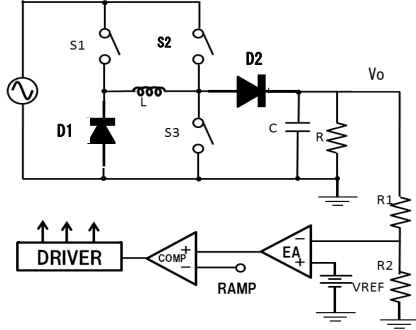 S1
S2
D2
Vo
L
D1
S3
C
R
R1
DRIVER
COMP
+
−
EA
−
+
R2
RAMP
VREF